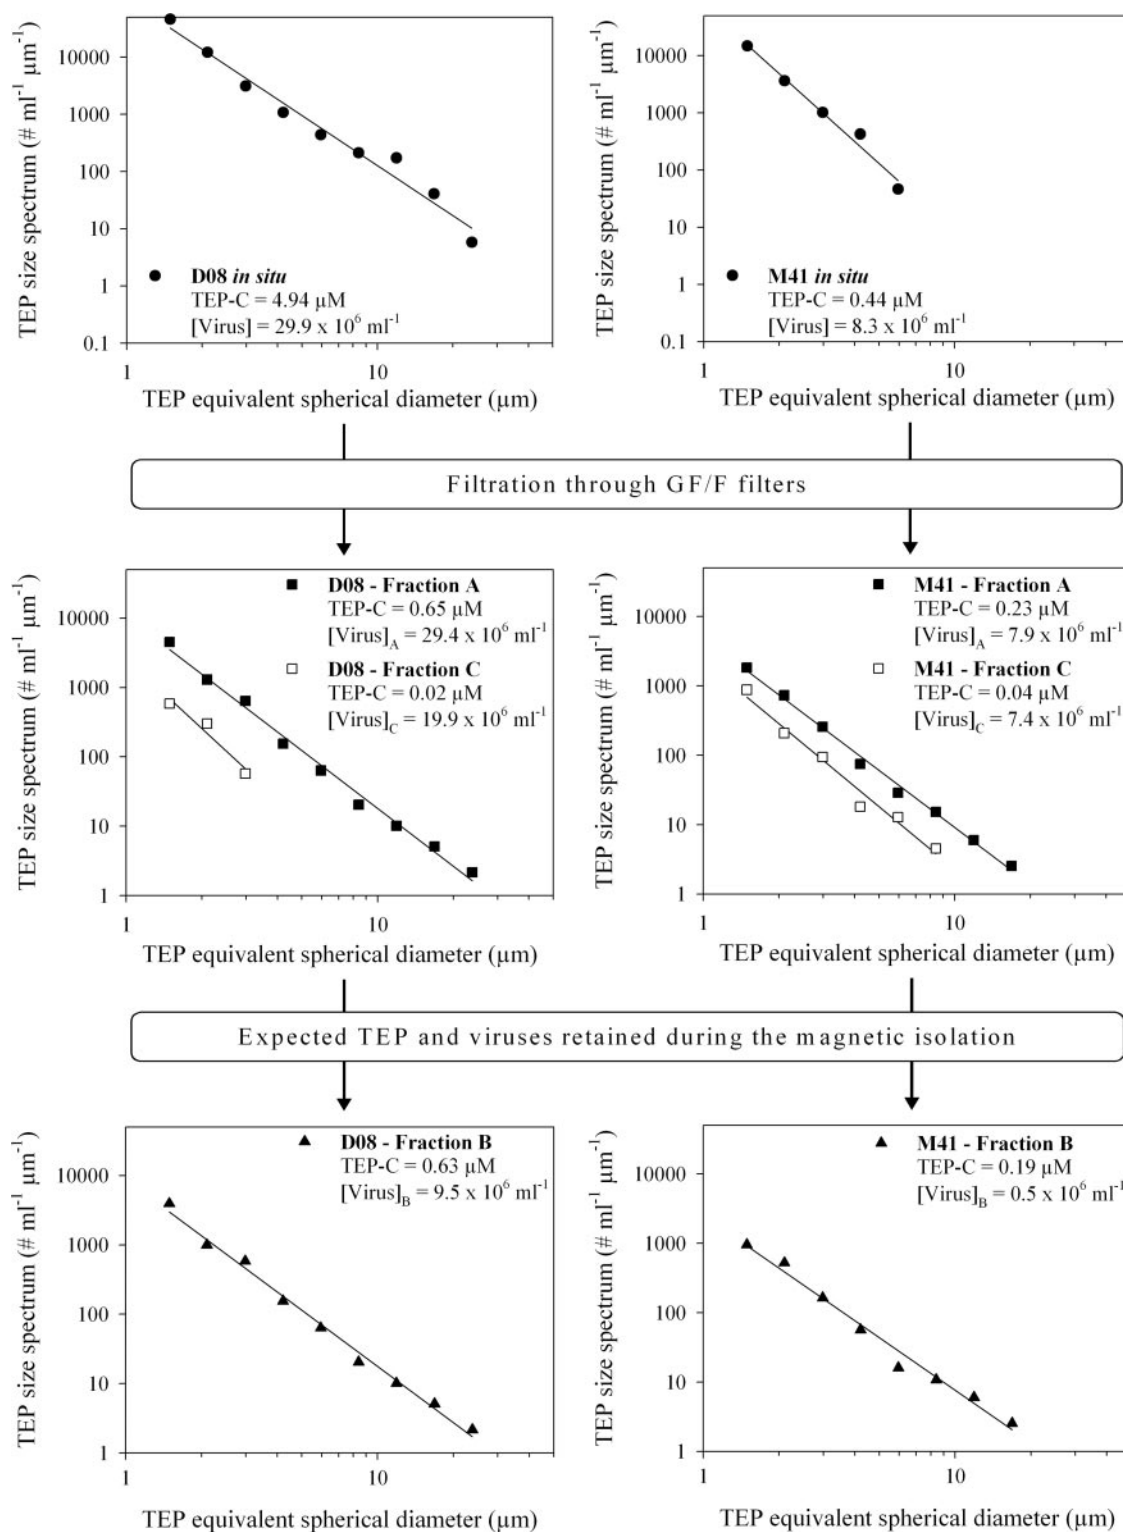 TEP size spectrum (# ml⁻¹ µm⁻¹)
10000
1000
100
10
1
0.1
● D08 in situ
TEP-C = 4.94 µM
[Virus] = 29.9 x 10⁶ ml⁻¹
1
10
TEP equivalent spherical diameter (µm)
TEP size spectrum (# ml⁻¹ µm⁻¹)
10000
1000
100
10
1
0.1
● M41 in situ
TEP-C = 0.44 µM
[Virus] = 8.3 x 10⁶ ml⁻¹
1
10
TEP equivalent spherical diameter (µm)
Filtration through GF/F filters
TEP size spectrum (# ml⁻¹ µm⁻¹)
10000
1000
100
10
1
■ D08 - Fraction A
TEP-C = 0.65 µM
[Virus]A = 29.4 x 10⁶ ml⁻¹
□ D08 - Fraction C
TEP-C = 0.02 µM
[Virus]C = 19.9 x 10⁶ ml⁻¹
1
10
TEP equivalent spherical diameter (µm)
TEP size spectrum (# ml⁻¹ µm⁻¹)
10000
1000
100
10
1
■ M41 - Fraction A
TEP-C = 0.23 µM
[Virus]A = 7.9 x 10⁶ ml⁻¹
□ M41 - Fraction C
TEP-C = 0.04 µM
[Virus]C = 7.4 x 10⁶ ml⁻¹
1
10
TEP equivalent spherical diameter (µm)
Expected TEP and viruses retained during the magnetic isolation
TEP size spectrum (# ml⁻¹ µm⁻¹)
10000
1000
100
10
1
▲ D08 - Fraction B
TEP-C = 0.63 µM
[Virus]B = 9.5 x 10⁶ ml⁻¹
1
10
TEP equivalent spherical diameter (µm)
TEP size spectrum (# ml⁻¹ µm⁻¹)
10000
1000
100
10
1
▲ M41 - Fraction B
TEP-C = 0.19 µM
[Virus]B = 0.5 x 10⁶ ml⁻¹
1
10
TEP equivalent spherical diameter (µm)